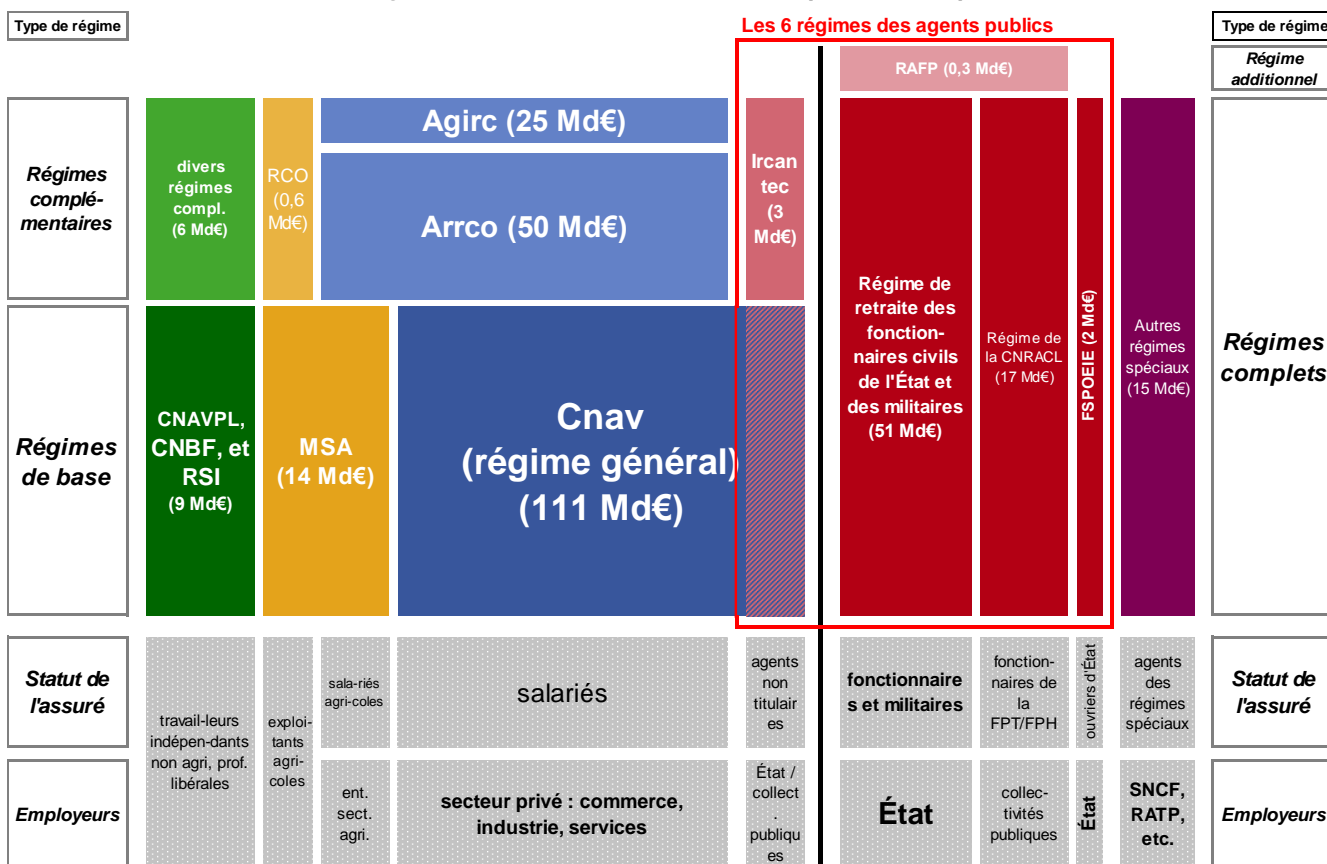 Les 6 régimes des agents publics
Type de régime
Type de régime
RAFP (0,3 Md€)
Régime
additionnel
Régimes
complé-
mentaires
divers
régimes
compl.
(6 Md€)
RCO
(0,6
Md€)
Agirc (25 Md€)
Arrco (50 Md€)
Ircan
tec
(3
Md€)
Régime de
retraite des
fonction-
naires civils
de l'État et
des militaires
(51 Md€)
Régime de
la CNRACL
(17 Md€)
FSPOEIE (2 Md€)
Autres
régimes
spéciaux
(15 Md€)
Régimes
complets
Régimes
de base
CNAVPL,
CNBF, et
RSI
(9 Md€)
MSA
(14 Md€)
Cnav
(régime général)
(111 Md€)
Statut de
l'assuré
travail-leurs
indépen-dants
non agri, prof.
libérales
exploi-
tants
agri-
coles
sala-riés
agri-coles
salariés
agents
non
titulair
es
fonctionnaire
s et militaires
fonction-
naires de
la
FPT/FPH
ouvriers d'État
agents
des
régimes
spéciaux
Statut de
l'assuré
Employeurs
ent.
sect.
agri.
secteur privé : commerce,
industrie, services
État /
collect
.
publiqu
es
État
collec-
tivités
publiques
État
SNCF,
RATP,
etc.
Employeurs